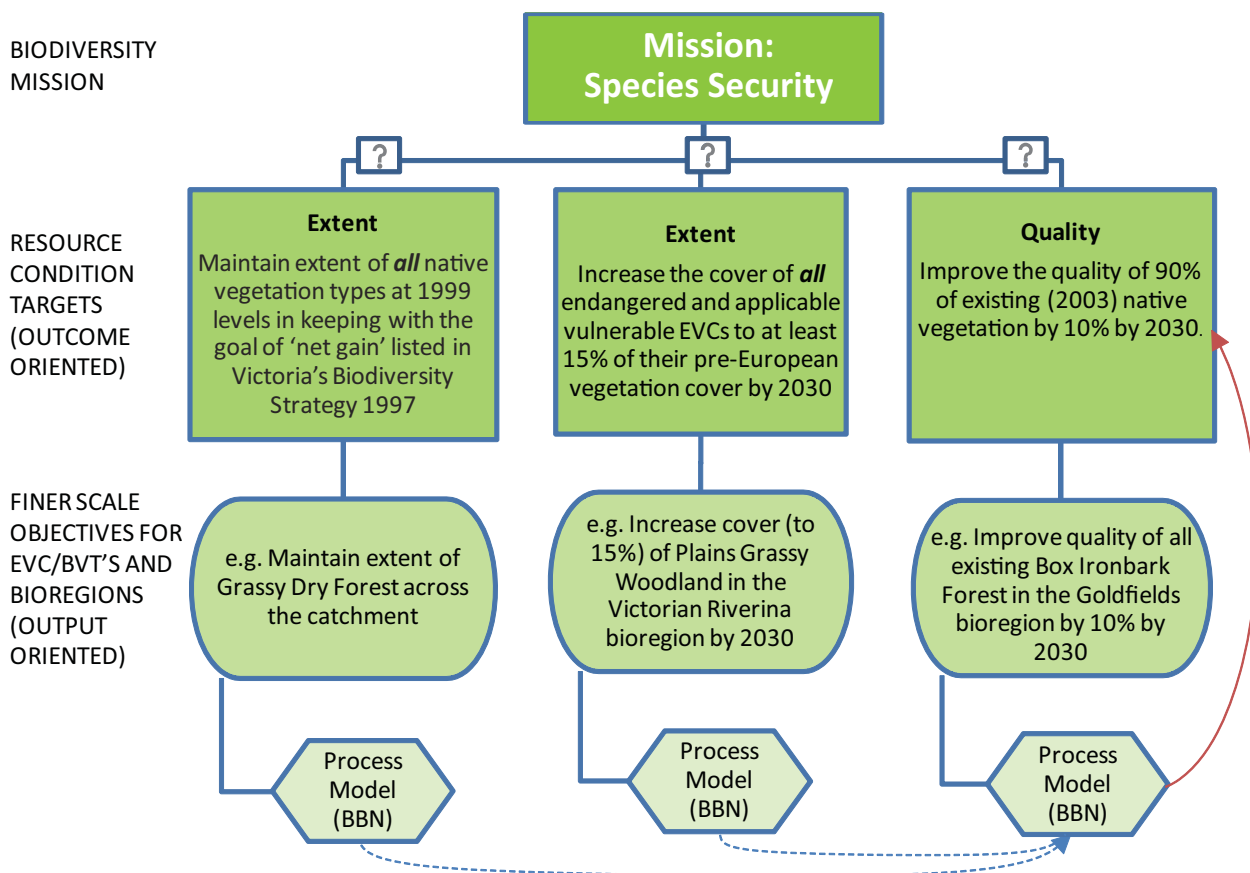 BIODIVERSITY
MISSION
Mission:
Species Security
?
?
?
RESOURCE
CONDITION
TARGETS
(OUTCOME
ORIENTED)
Extent
Maintain extent of all native
vegetation types at 1999
levels in keeping with the
goal of ‘net gain’ listed in
Victoria’s Biodiversity
Strategy 1997
Extent
Increase the cover of all
endangered and applicable
vulnerable EVCs to at least
15% of their pre-European
vegetation cover by 2030
Quality
Improve the quality of 90%
of existing (2003) native
vegetation by 10% by 2030.
FINER SCALE
OBJECTIVES FOR
EVC/BVT’S AND
BIOREGIONS
(OUTPUT
ORIENTED)
e.g. Maintain extent of
Grassy Dry Forest across
the catchment
e.g. Increase cover (to
15%) of Plains Grassy
Woodland in the
Victorian Riverina
bioregion by 2030
e.g. Improve quality of all
existing Box Ironbark
Forest in the Goldfields
bioregion by 10% by
2030
Process
Model
(BBN)
Process
Model
(BBN)
Process
Model
(BBN)